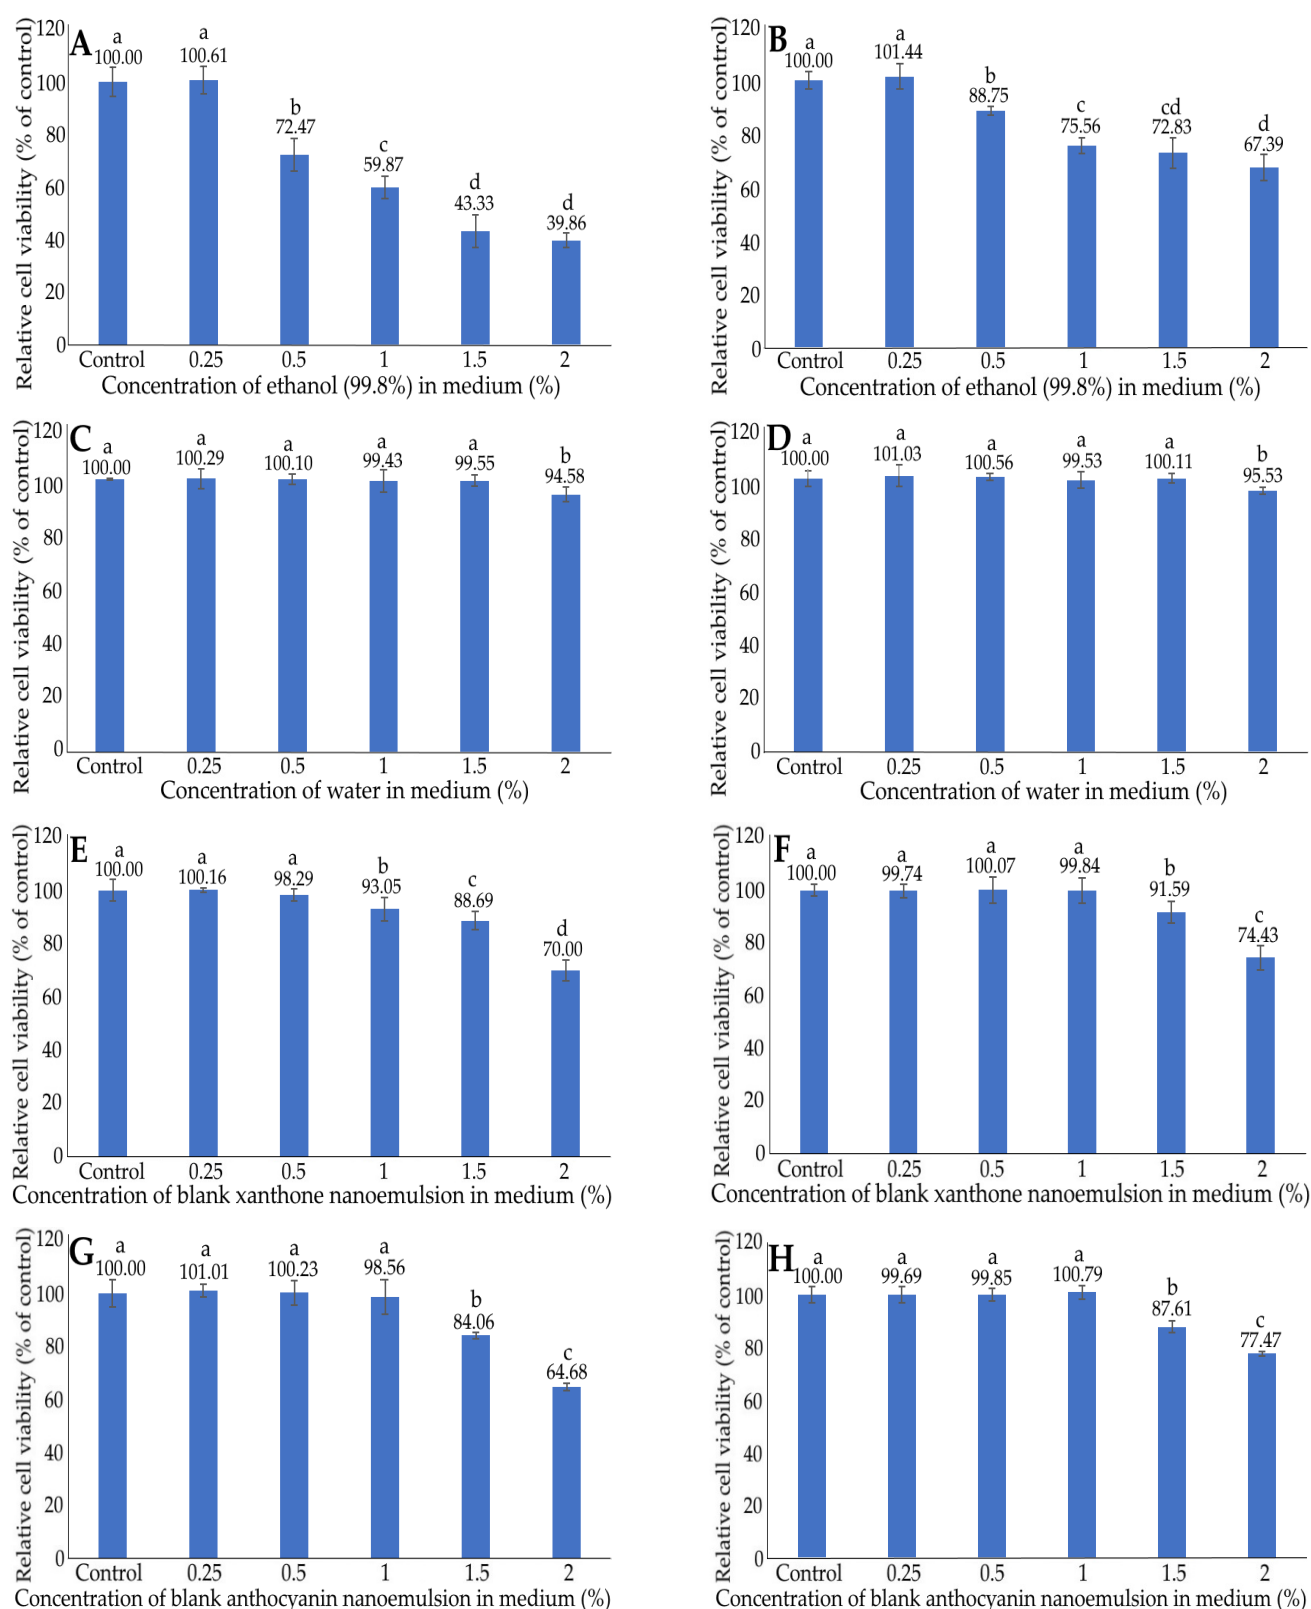 A
Relative cell viability (% of control)
120
100
80
60
40
20
0
a
100.00
a
100.61
b
72.47
c
59.87
d
43.33
d
39.86
Control 0.25 0.5 1 1.5 2
Concentration of ethanol (99.8%) in medium (%)
B
Relative cell viability (% of control)
120
100
80
60
40
20
0
a
100.00
a
101.44
b
88.75
c
75.56
cd
72.83
d
67.39
Control 0.25 0.5 1 1.5 2
Concentration of ethanol (99.8%) in medium (%)
C
Relative cell viability (% of control)
120
100
80
60
40
20
0
a
100.00
a
100.29
a
100.10
a
99.43
a
99.55
b
94.58
Control 0.25 0.5 1 1.5 2
Concentration of water in medium (%)
D
Relative cell viability (% of control)
120
100
80
60
40
20
0
a
100.00
a
101.03
a
100.56
a
99.53
a
100.11
b
95.53
Control 0.25 0.5 1 1.5 2
Concentration of water in medium (%)
E
Relative cell viability (% of control)
120
100
80
60
40
20
0
a
100.00
a
100.16
a
98.29
b
93.05
c
88.69
d
70.00
Control 0.25 0.5 1 1.5 2
Concentration of blank xanthone nanoemulsion in medium (%)
F
Relative cell viability (% of control)
120
100
80
60
40
20
0
a
100.00
a
99.74
a
100.07
a
99.84
b
91.59
c
74.43
Control 0.25 0.5 1 1.5 2
Concentration of blank xanthone nanoemulsion in medium (%)
G
Relative cell viability (% of control)
120
100
80
60
40
20
0
a
100.00
a
101.01
a
100.23
a
98.56
b
84.06
c
64.68
Control 0.25 0.5 1 1.5 2
Concentration of blank anthocyanin nanoemulsion in medium (%)
H
Relative cell viability (% of control)
120
100
80
60
40
20
0
a
100.00
a
99.69
a
99.85
a
100.79
b
87.61
c
77.47
Control 0.25 0.5 1 1.5 2
Concentration of blank anthocyanin nanoemulsion in medium (%)